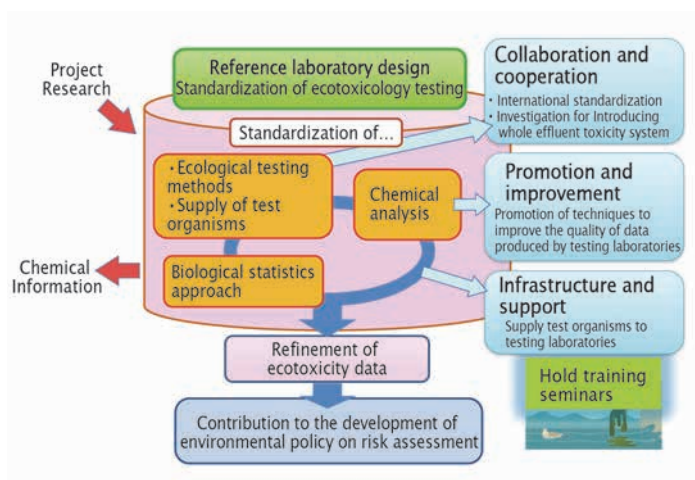 Project
Research
Reference laboratory design
Standardization of ecotoxicology testing
Standardization of...
・Ecological testing
methods
・Supply of test
organisms
Chemical
analysis
Biological statistics
approach
Chemical
Information
Collaboration and
cooperation
・International standardization
・Investigation for Introducing
whole effluent toxicity system
Promotion and
improvement
Promotion of techniques to
improve the quality of data
produced by testing laboratories
Infrastructure and
support
Supply test organisms to
testing laboratories
Hold training
seminars
Refinement of
ecotoxicity data
Contribution to the development of
environmental policy on risk assessment